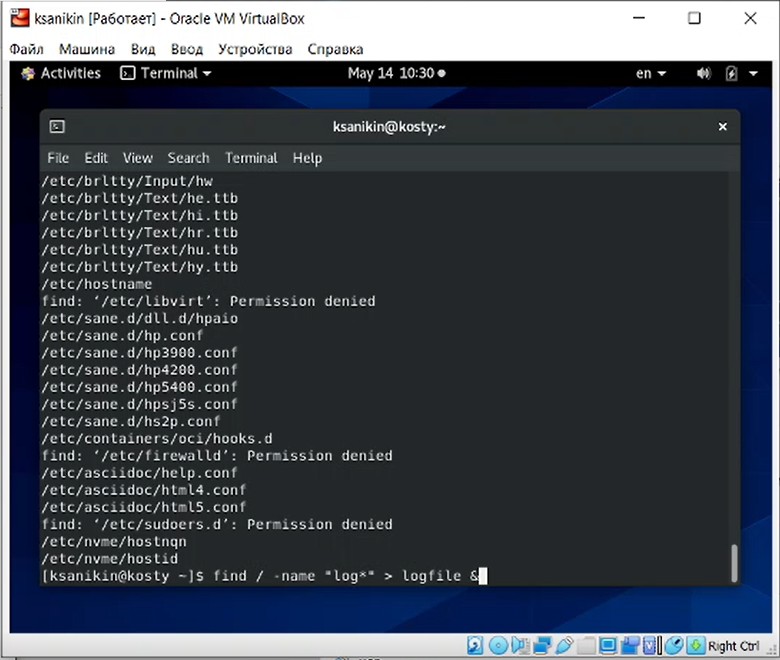 ksanikin [Работает] - Oracle VM VirtualBox
Файл Машина Вид Ввод Устройства Справка
Activities Terminal May 14 10:30 en
ksanikin@kosty:~
File Edit View Search Terminal Help
/etc/brltty/Input/hw
/etc/brltty/Text/he.ttb
/etc/brltty/Text/hi.ttb
/etc/brltty/Text/hr.ttb
/etc/brltty/Text/hu.ttb
/etc/brltty/Text/hy.ttb
/etc/hostname
find: ‘/etc/libvirt’: Permission denied
/etc/sane.d/dll.d/hpaio
/etc/sane.d/hp.conf
/etc/sane.d/hp3900.conf
/etc/sane.d/hp4200.conf
/etc/sane.d/hp5400.conf
/etc/sane.d/hpsj5s.conf
/etc/sane.d/hs2p.conf
/etc/containers/oci/hooks.d
find: ‘/etc/firewalld’: Permission denied
/etc/asciidoc/help.conf
/etc/asciidoc/html4.conf
/etc/asciidoc/html5.conf
find: ‘/etc/sudoers.d’: Permission denied
/etc/nvme/hostnqn
/etc/nvme/hostid
[ksanikin@kosty ~]$ find / -name "log*" > logfile &
Right Ctrl